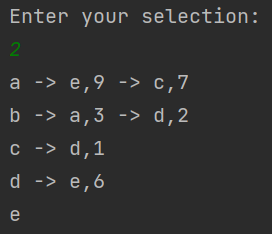 Enter your selection:
2
a -> e,9 -> c,7
b -> a,3 -> d,2
c -> d,1
d -> e,6
e